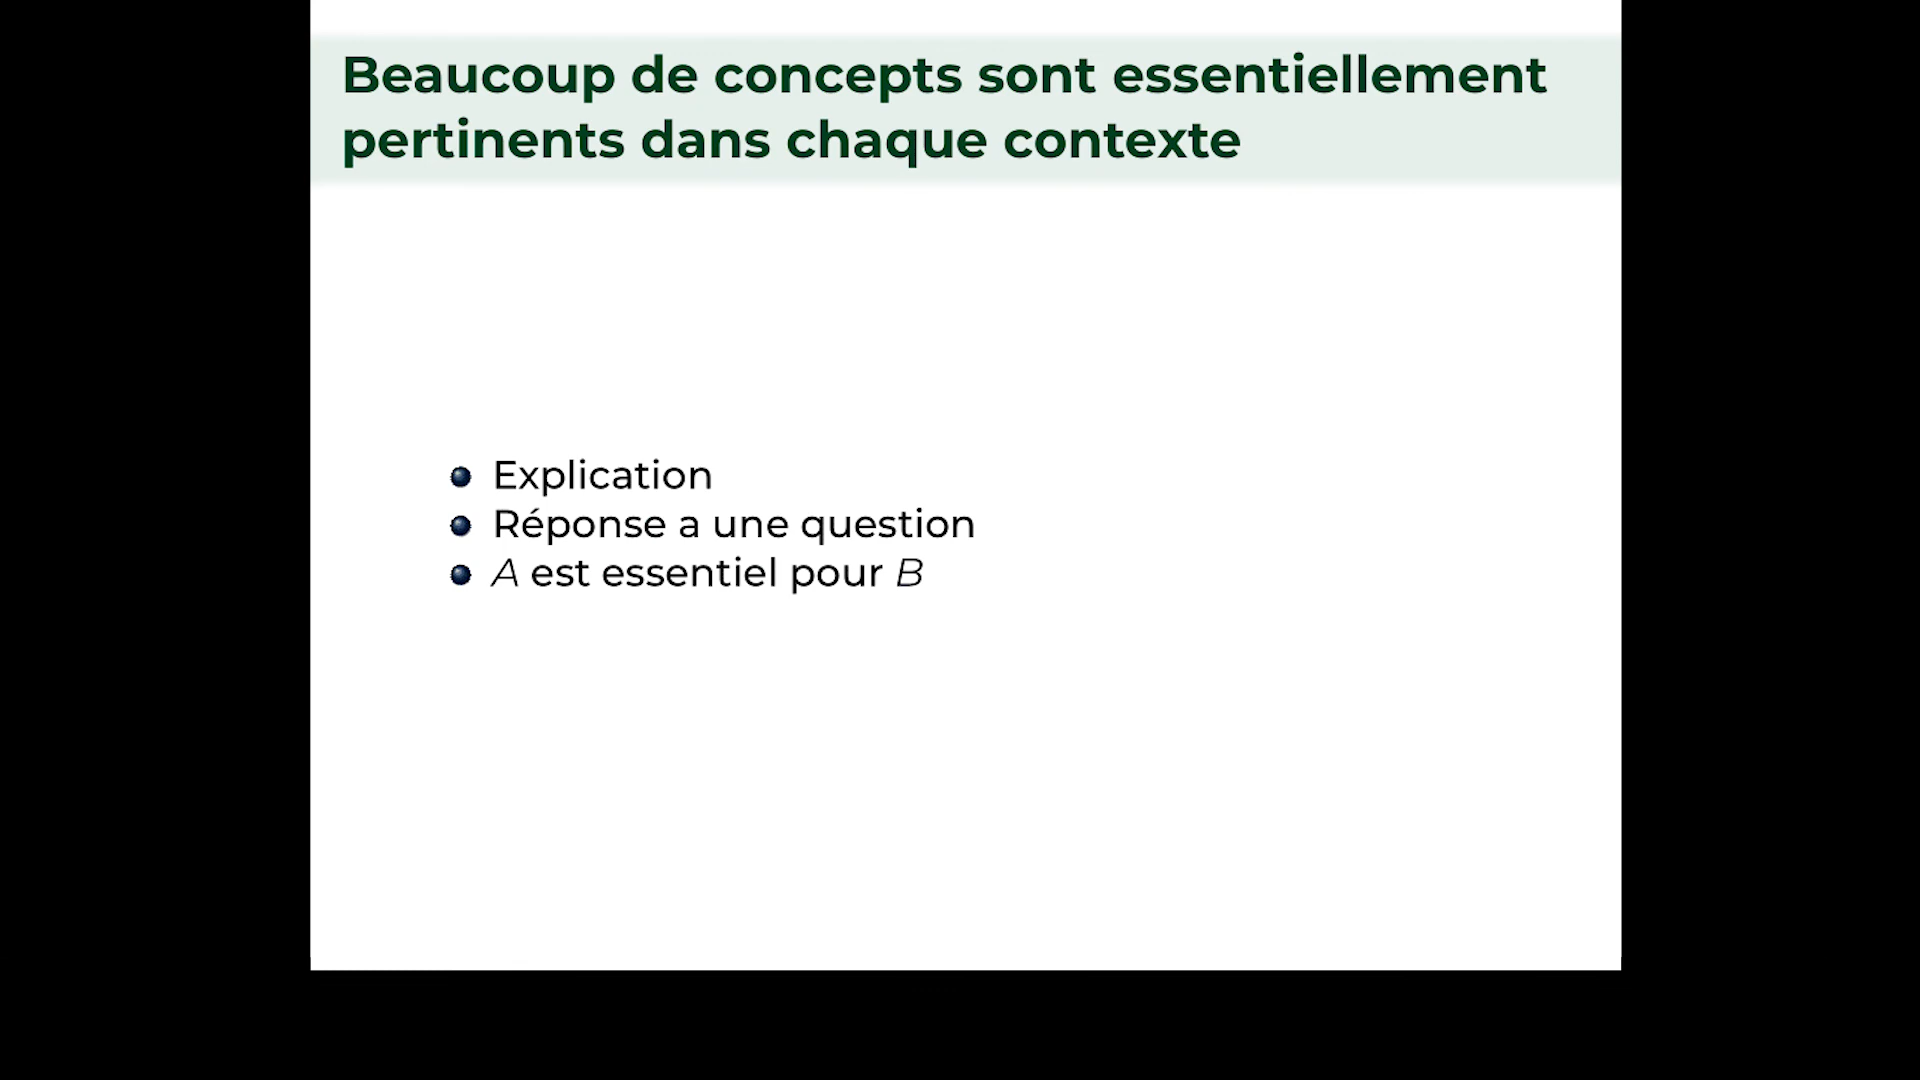 Beaucoup de concepts sont essentiellement
pertinents dans chaque contexte
Explication
Réponse a une question
A est essentiel pour B